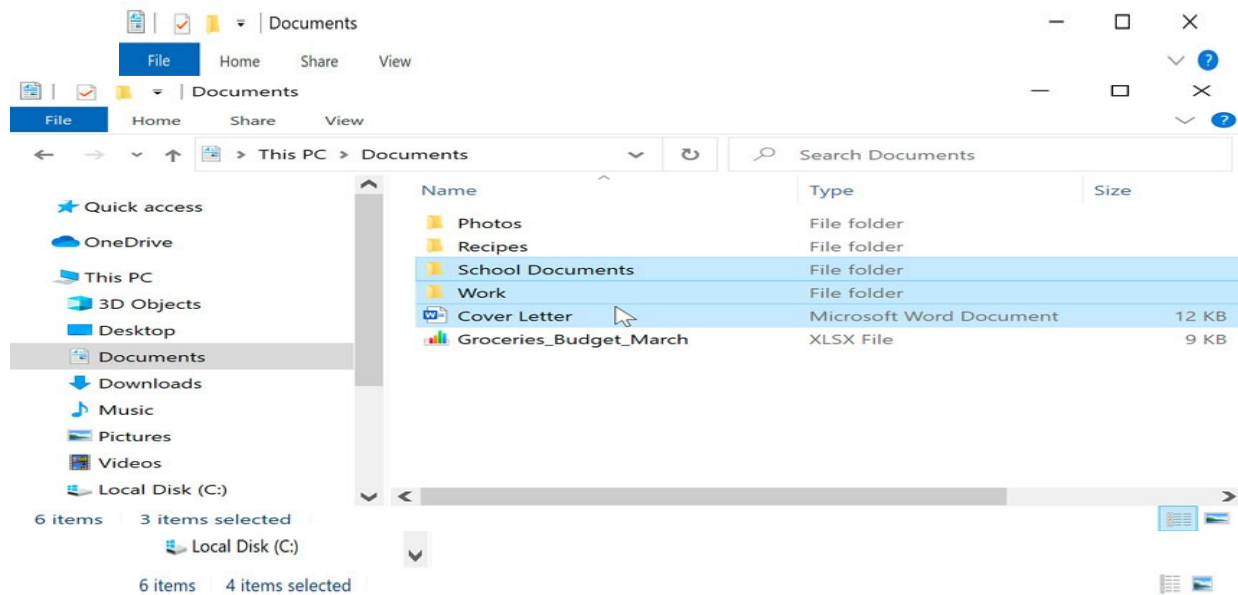 Documents
File Home Share View
Documents
File Home Share View
This PC > Documents Search Documents
Name Type Size
Quick access
OneDrive
This PC
3D Objects
Desktop
Documents
Downloads
Music
Pictures
Videos
Local Disk (C:)
Photos File folder
Recipes File folder
School Documents File folder
Work File folder
Cover Letter Microsoft Word Document 12 KB
Groceries_Budget_March XLSX File 9 KB
6 items 3 items selected
Local Disk (C:)
6 items 4 items selected